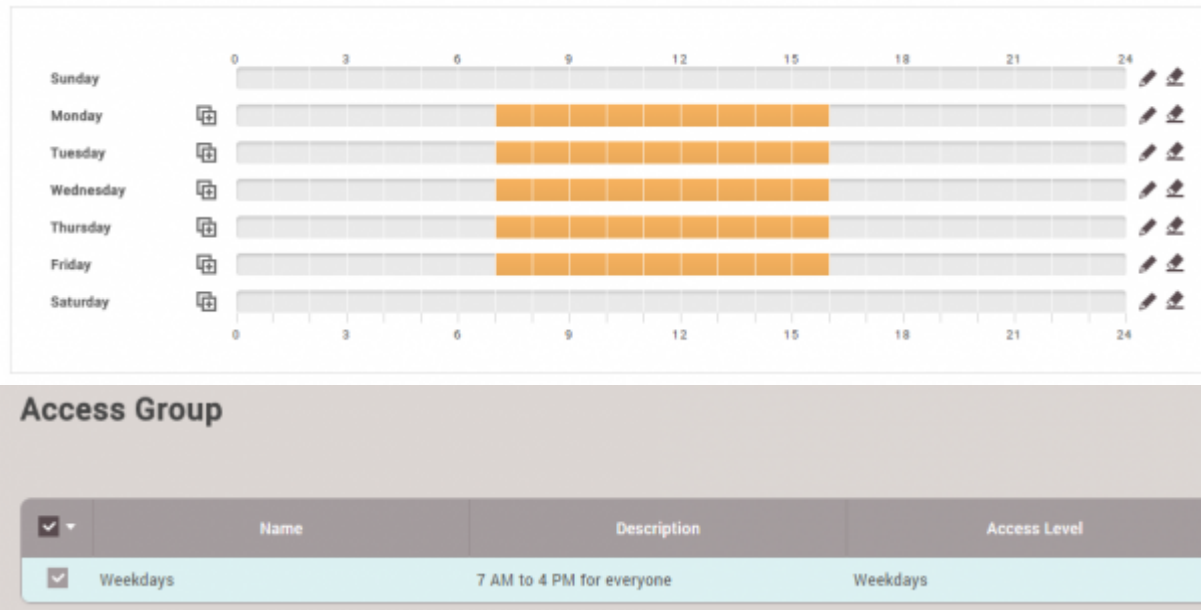 0 3 6 9 12 15 18 21 24
Sunday
Monday
Tuesday
Wednesday
Thursday
Friday
Saturday
0 3 6 9 12 15 18 21 24
Access Group
Name Description Access Level
Weekdays 7 AM to 4 PM for everyone Weekdays